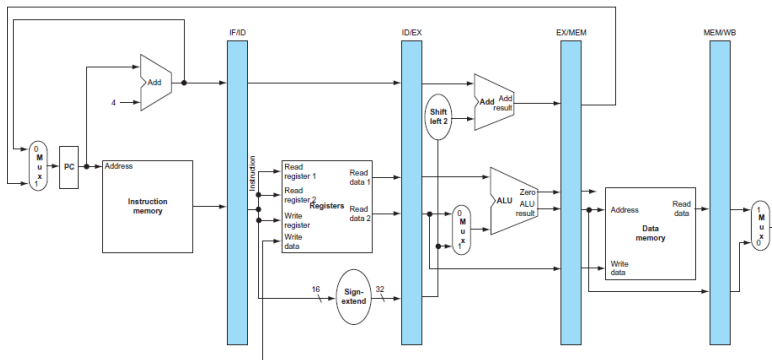 IF/ID
ID/EX
EX/MEM
MEM/WB
Add
4
Shift
left 2
Add
Add
result
0
M
u
x
1
PC
Address
Instruction
memory
Instruction
Read
register 1
Read
register 2
Write
register
Write
data
Registers
Read
data 1
Read
data 2
16
Sign-
extend
32
0
M
u
x
1
ALU
Zero
ALU
result
Address
Write
data
Read
data
Data
memory
1
M
u
x
0